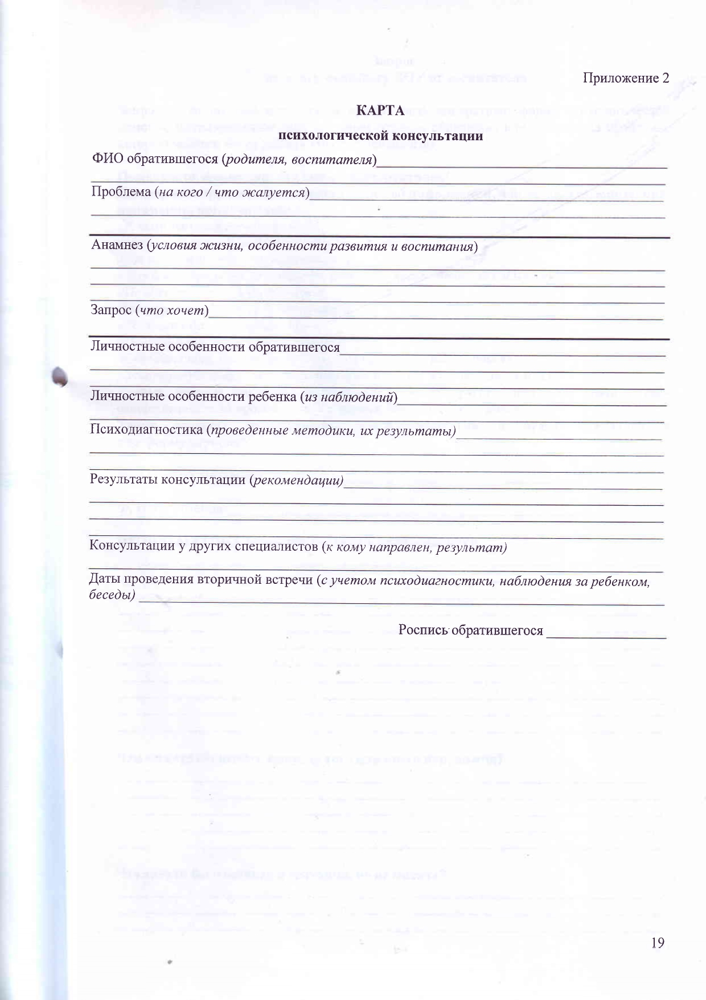 Приложение 2
КАРТА
психологической консультации
ФИО обратившегося (родителя, воспитателя)
Проблема (на кого / что жалуется)
Анамнез (условия жизни, особенности развития и воспитания)
Запрос (что хочет)
Личностные особенности обратившегося
Личностные особенности ребенка (из наблюдений)
Психодиагностика (проведенные методики, их результаты)
Результаты консультации (рекомендации)
Консультации у других специалистов (к кому направлен, результат)
Даты проведения вторичной встречи (с учетом психодиагностики, наблюдения за ребенком,
беседы)
Роспись обратившегося
19